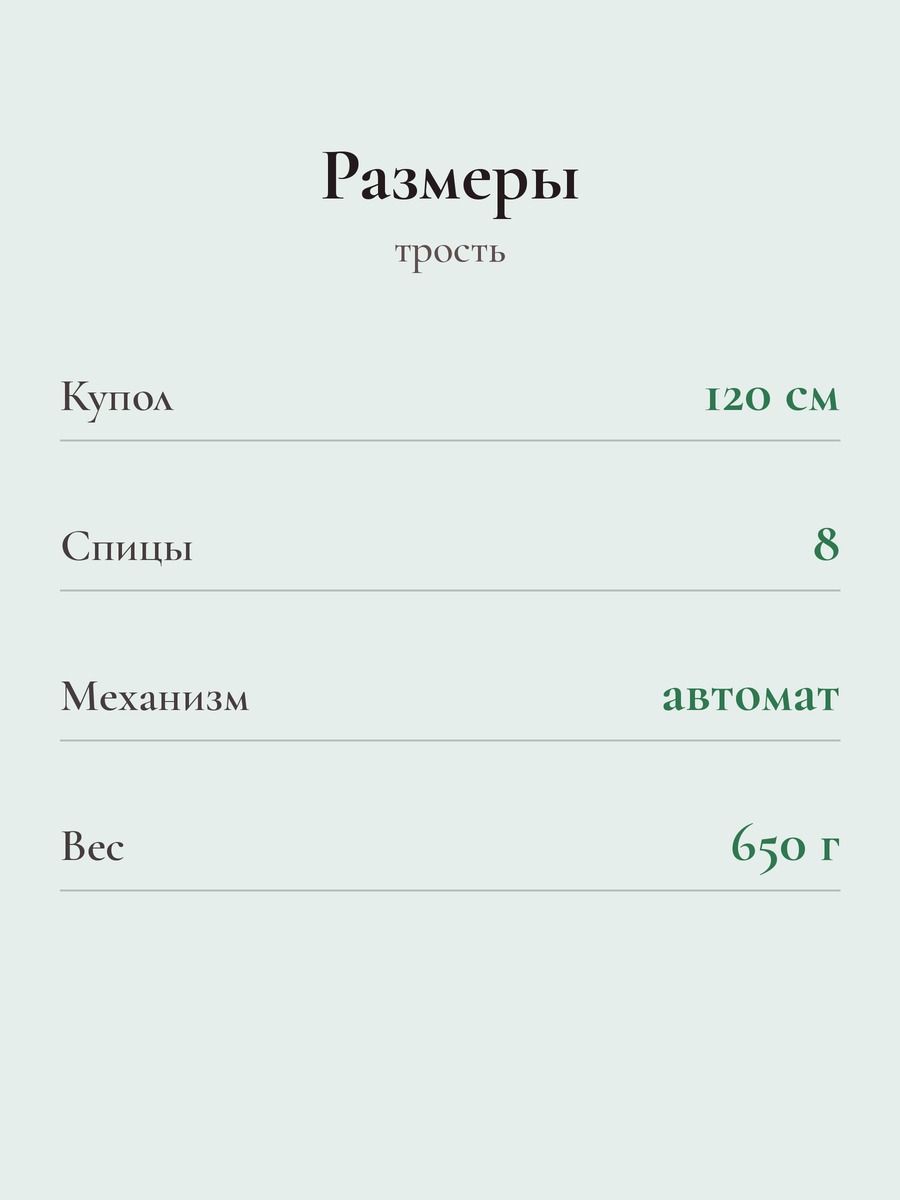 Размеры
трость
Купол 120 см
Спицы 8
Механизм автомат
Вес 650 г